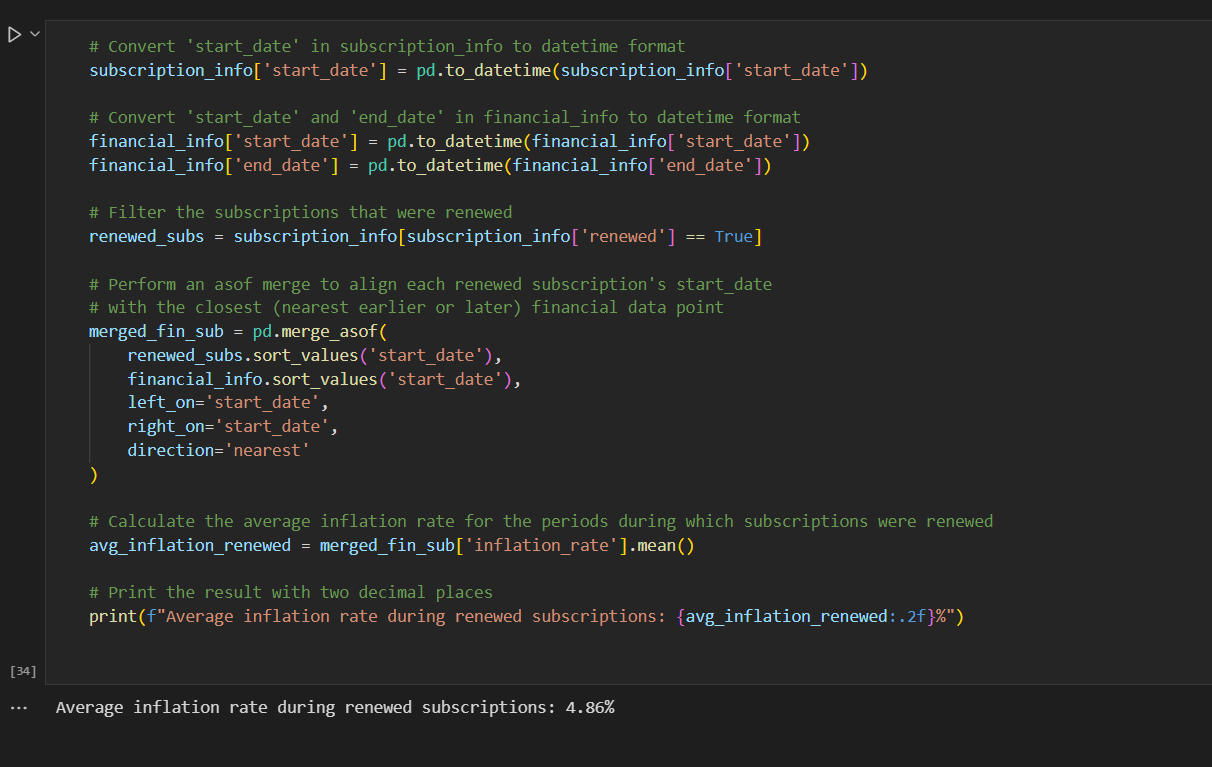 # Convert 'start_date' in subscription_info to datetime format
subscription_info['start_date'] = pd.to_datetime(subscription_info['start_date'])
# Convert 'start_date' and 'end_date' in financial_info to datetime format
financial_info['start_date'] = pd.to_datetime(financial_info['start_date'])
financial_info['end_date'] = pd.to_datetime(financial_info['end_date'])
# Filter the subscriptions that were renewed
renewed_subs = subscription_info[subscription_info['renewed'] == True]
# Perform an asof merge to align each renewed subscription's start_date
# with the closest (nearest earlier or later) financial data point
merged_fin_sub = pd.merge_asof(
    renewed_subs.sort_values('start_date'),
    financial_info.sort_values('start_date'),
    left_on='start_date',
    right_on='start_date',
    direction='nearest'
)
# Calculate the average inflation rate for the periods during which subscriptions were renewed
avg_inflation_renewed = merged_fin_sub['inflation_rate'].mean()
# Print the result with two decimal places
print(f"Average inflation rate during renewed subscriptions: {avg_inflation_renewed:.2f}%")
[34]
... Average inflation rate during renewed subscriptions: 4.86%